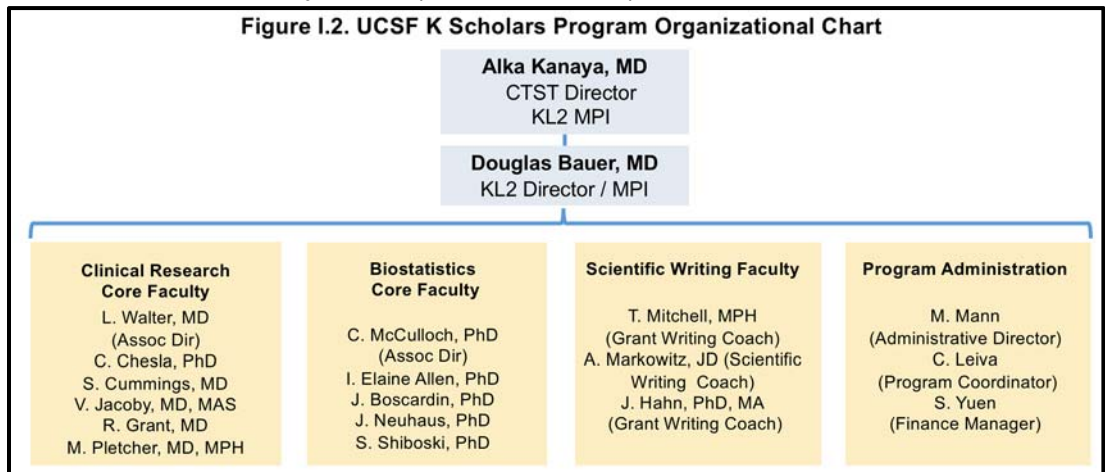 Figure I.2. UCSF K Scholars Program Organizational Chart
Alka Kanaya, MD
CTST Director
KL2 MPI
Douglas Bauer, MD
KL2 Director / MPI
Clinical Research
Core Faculty
L. Walter, MD
(Assoc Dir)
C. Chesla, PhD
S. Cummings, MD
V. Jacoby, MD, MAS
R. Grant, MD
M. Pletcher, MD, MPH
Biostatistics
Core Faculty
C. McCulloch, PhD
(Assoc Dir)
I. Elaine Allen, PhD
J. Boscardin, PhD
J. Neuhaus, PhD
S. Shiboski, PhD
Scientific Writing Faculty
T. Mitchell, MPH
(Grant Writing Coach)
A. Markowitz, JD (Scientific
Writing Coach)
J. Hahn, PhD, MA
(Grant Writing Coach)
Program Administration
M. Mann
(Administrative Director)
C. Leiva
(Program Coordinator)
S. Yuen
(Finance Manager)